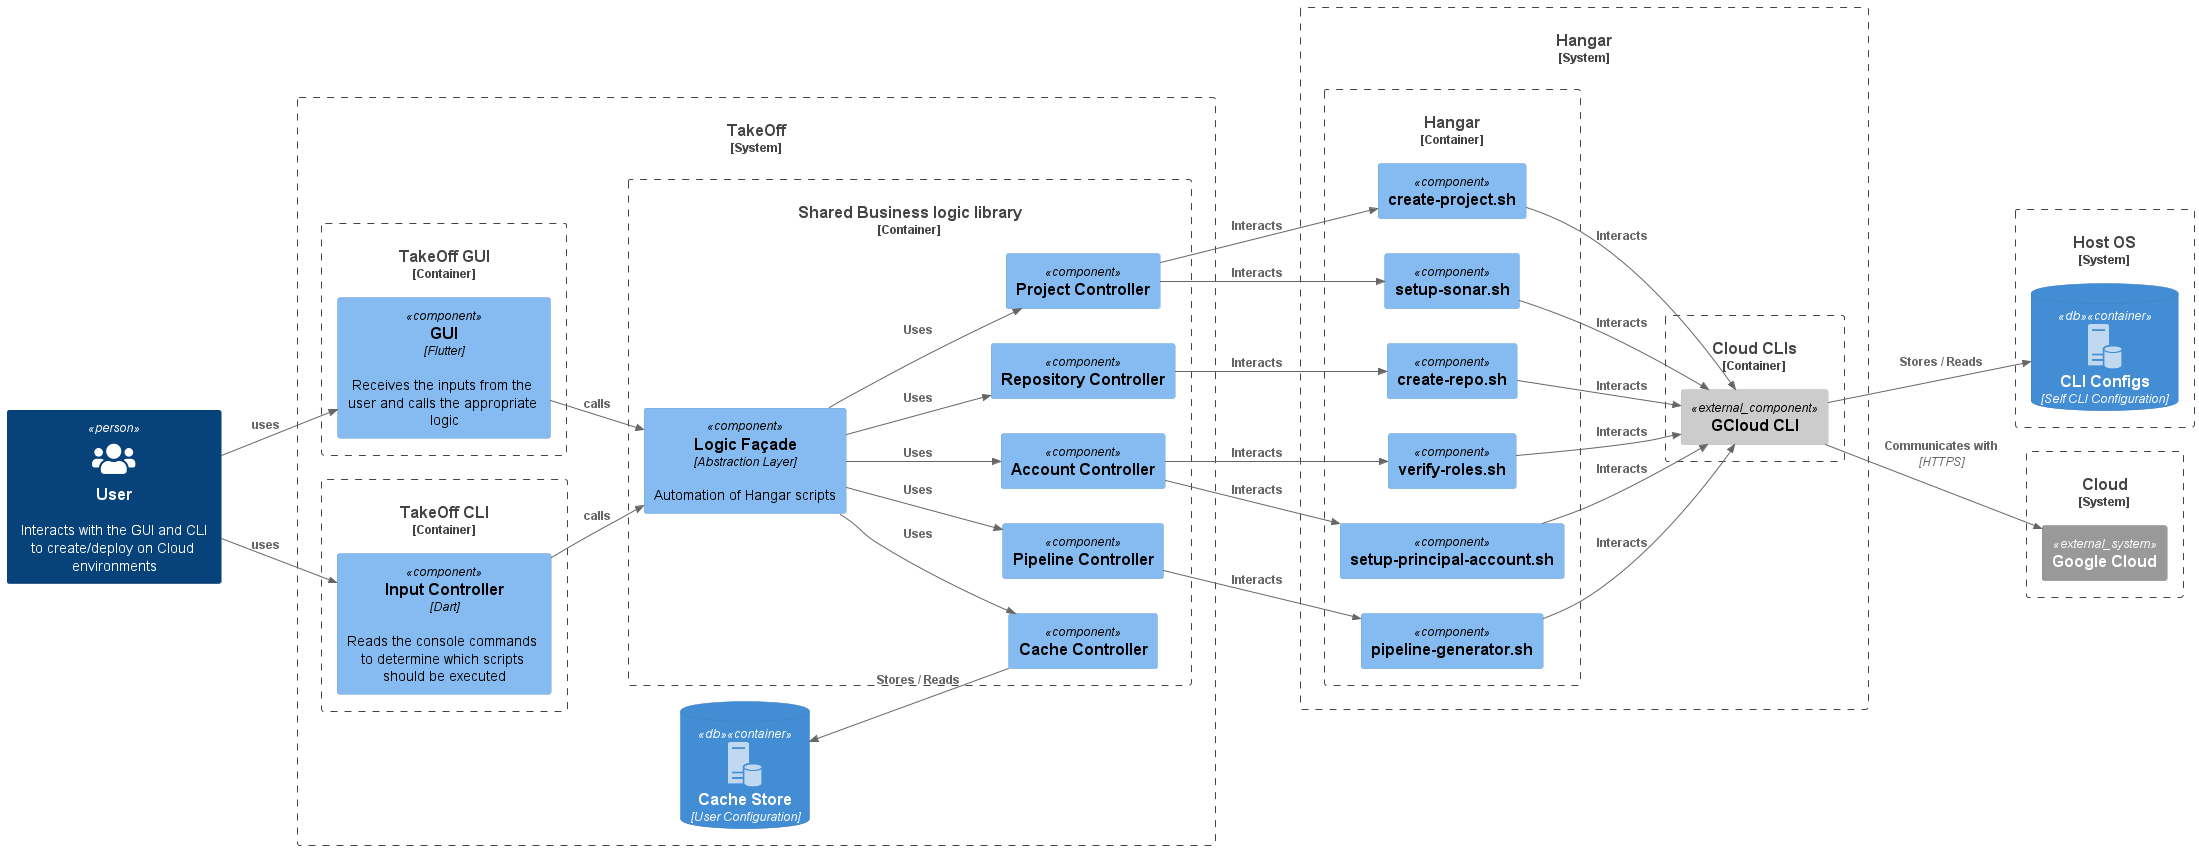 «person»
User
Interacts with the GUI and CLI
to create/deploy on Cloud
environments
uses
uses
TakeOff
[System]
TakeOff GUI
[Container]
«component»
GUI
[Flutter]
Receives the inputs from the
user and calls the appropriate
logic
TakeOff CLI
[Container]
«component»
Input Controller
[Dart]
Reads the console commands
to determine which scripts
should be executed
calls
calls
Shared Business logic library
[Container]
«component»
Logic Façade
[Abstraction Layer]
Automation of Hangar scripts
Uses
Uses
Uses
Uses
Uses
«component»
Project Controller
«component»
Repository Controller
«component»
Account Controller
«component»
Pipeline Controller
«component»
Cache Controller
Stores / Reads
«db»«container»
Cache Store
[User Configuration]
Interacts
Interacts
Interacts
Interacts
Interacts
Interacts
Hangar
[System]
Hangar
[Container]
«component»
create-project.sh
«component»
setup-sonar.sh
«component»
create-repo.sh
«component»
verify-roles.sh
«component»
setup-principal-account.sh
«component»
pipeline-generator.sh
Interacts
Interacts
Interacts
Interacts
Interacts
Interacts
Cloud CLIs
[Container]
«external_component»
GCloud CLI
Stores / Reads
Communicates with
[HTTPS]
Host OS
[System]
«db»«container»
CLI Configs
[Self CLI Configuration]
Cloud
[System]
«external_system»
Google Cloud